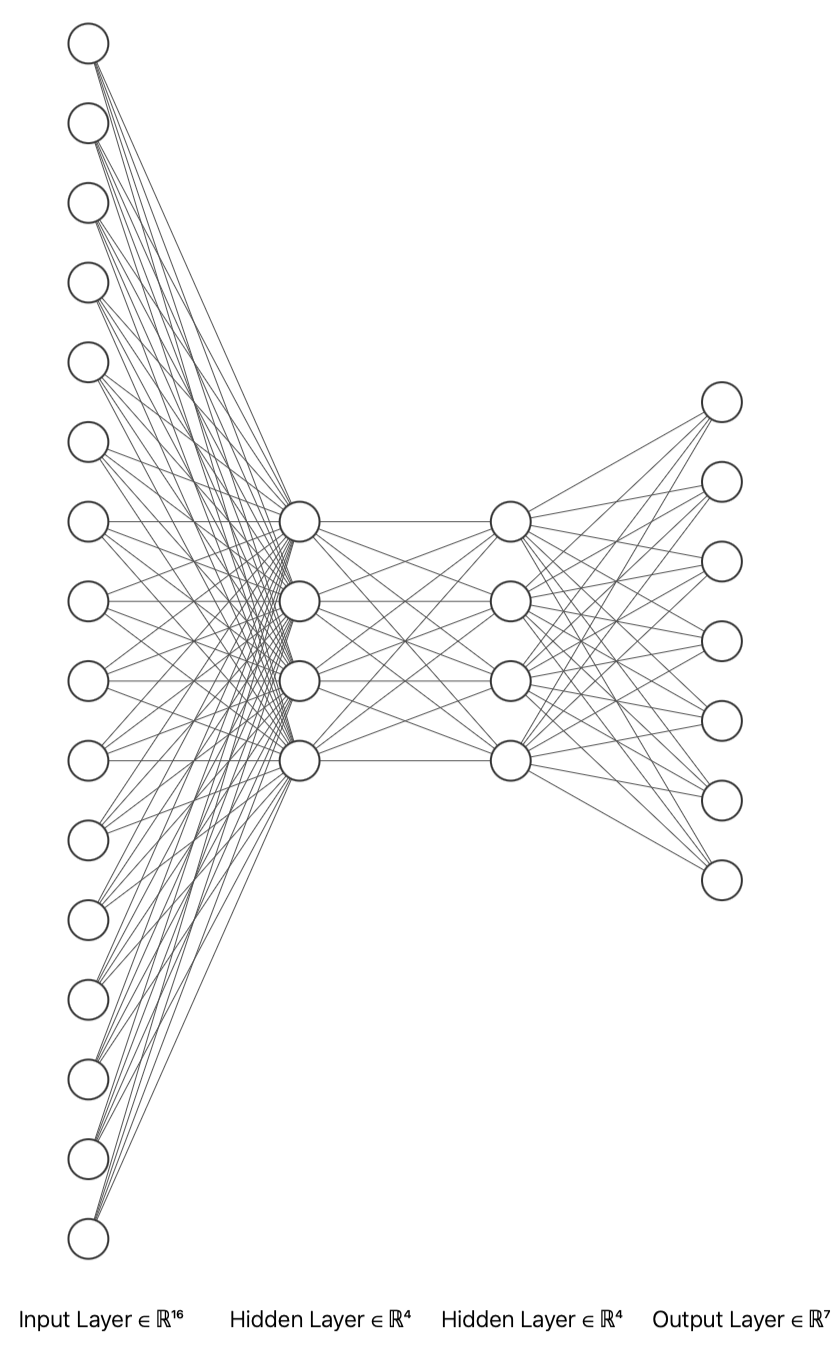 Input Layer ∈ ℝ¹⁶ Hidden Layer ∈ ℝ⁴ Hidden Layer ∈ ℝ⁴ Output Layer ∈ ℝ⁷